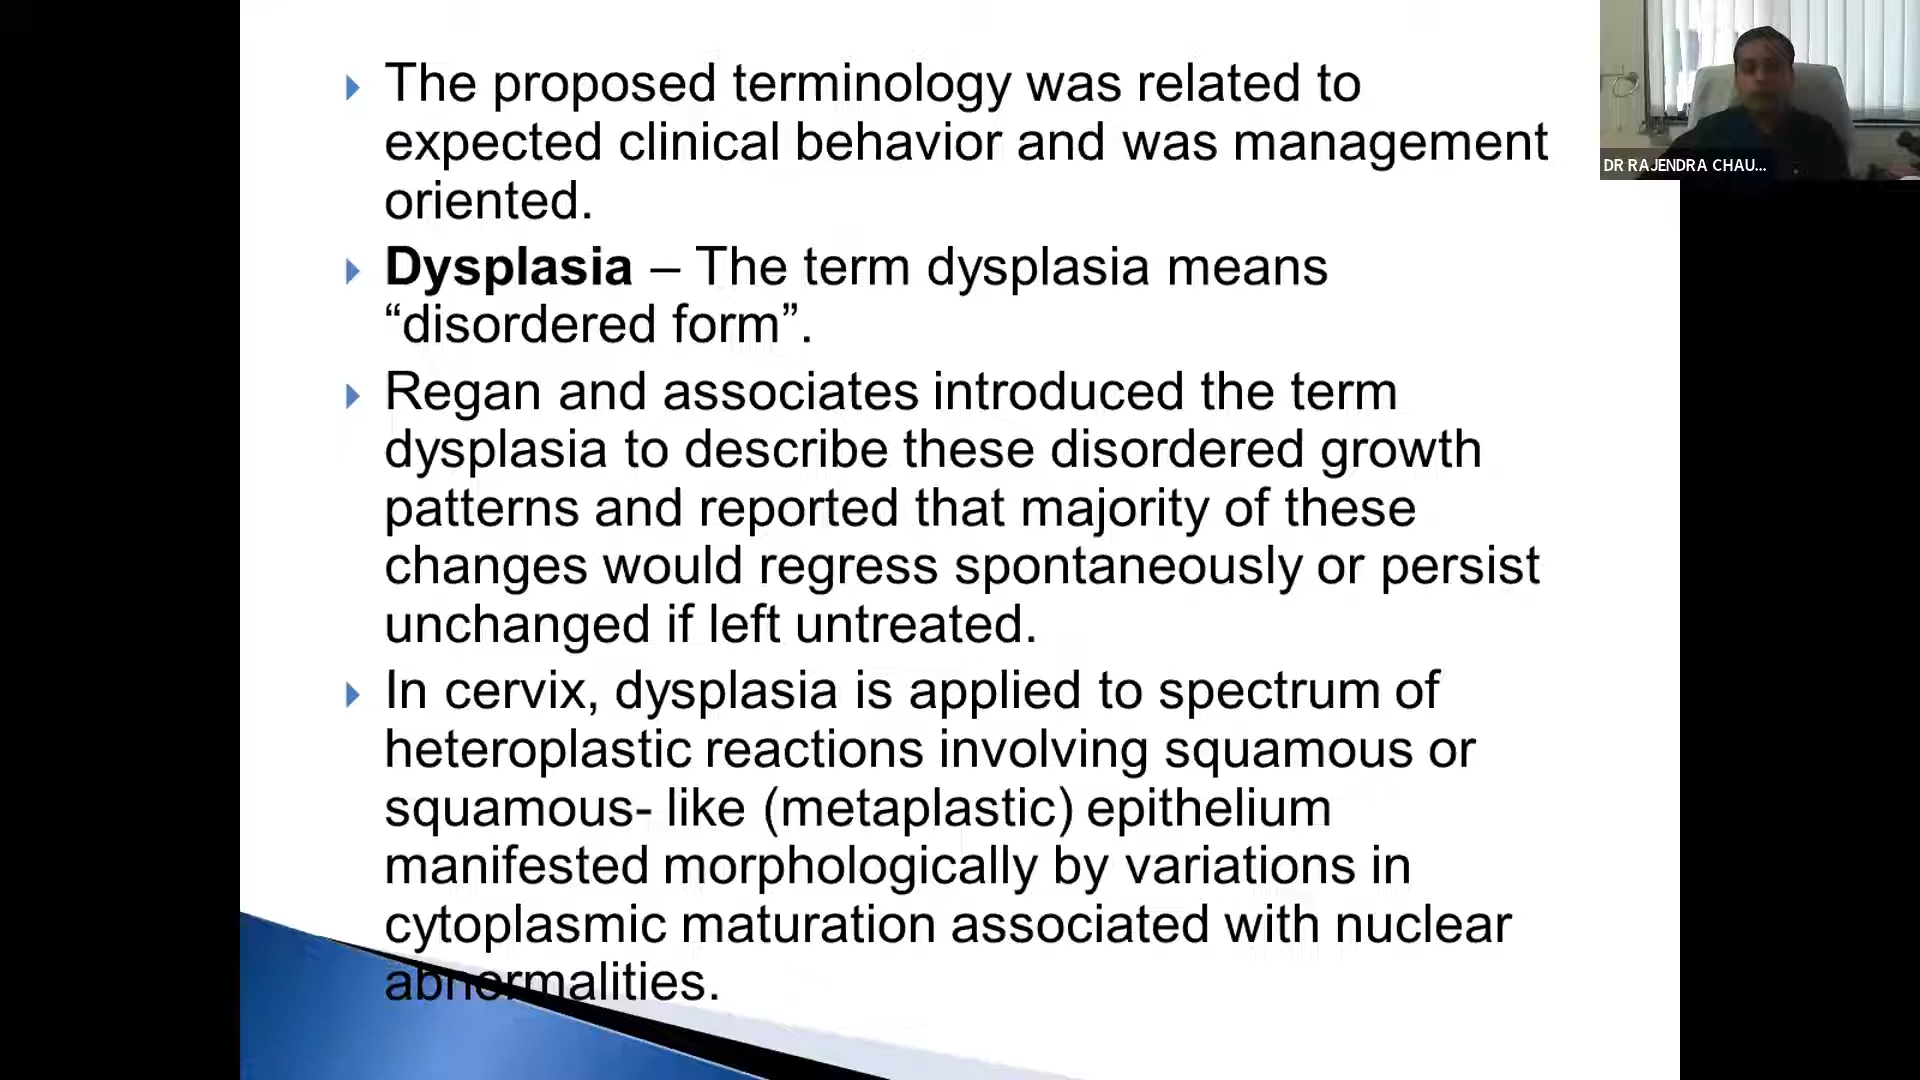 The proposed terminology was related to
expected clinical behavior and was management
oriented.
Dysplasia – The term dysplasia means
“disordered form”.
Regan and associates introduced the term
dysplasia to describe these disordered growth
patterns and reported that majority of these
changes would regress spontaneously or persist
unchanged if left untreated.
In cervix, dysplasia is applied to spectrum of
heteroplastic reactions involving squamous or
squamous- like (metaplastic) epithelium
manifested morphologically by variations in
cytoplasmic maturation associated with nuclear
abnormalities.
DR RAJENDRA CHAU...